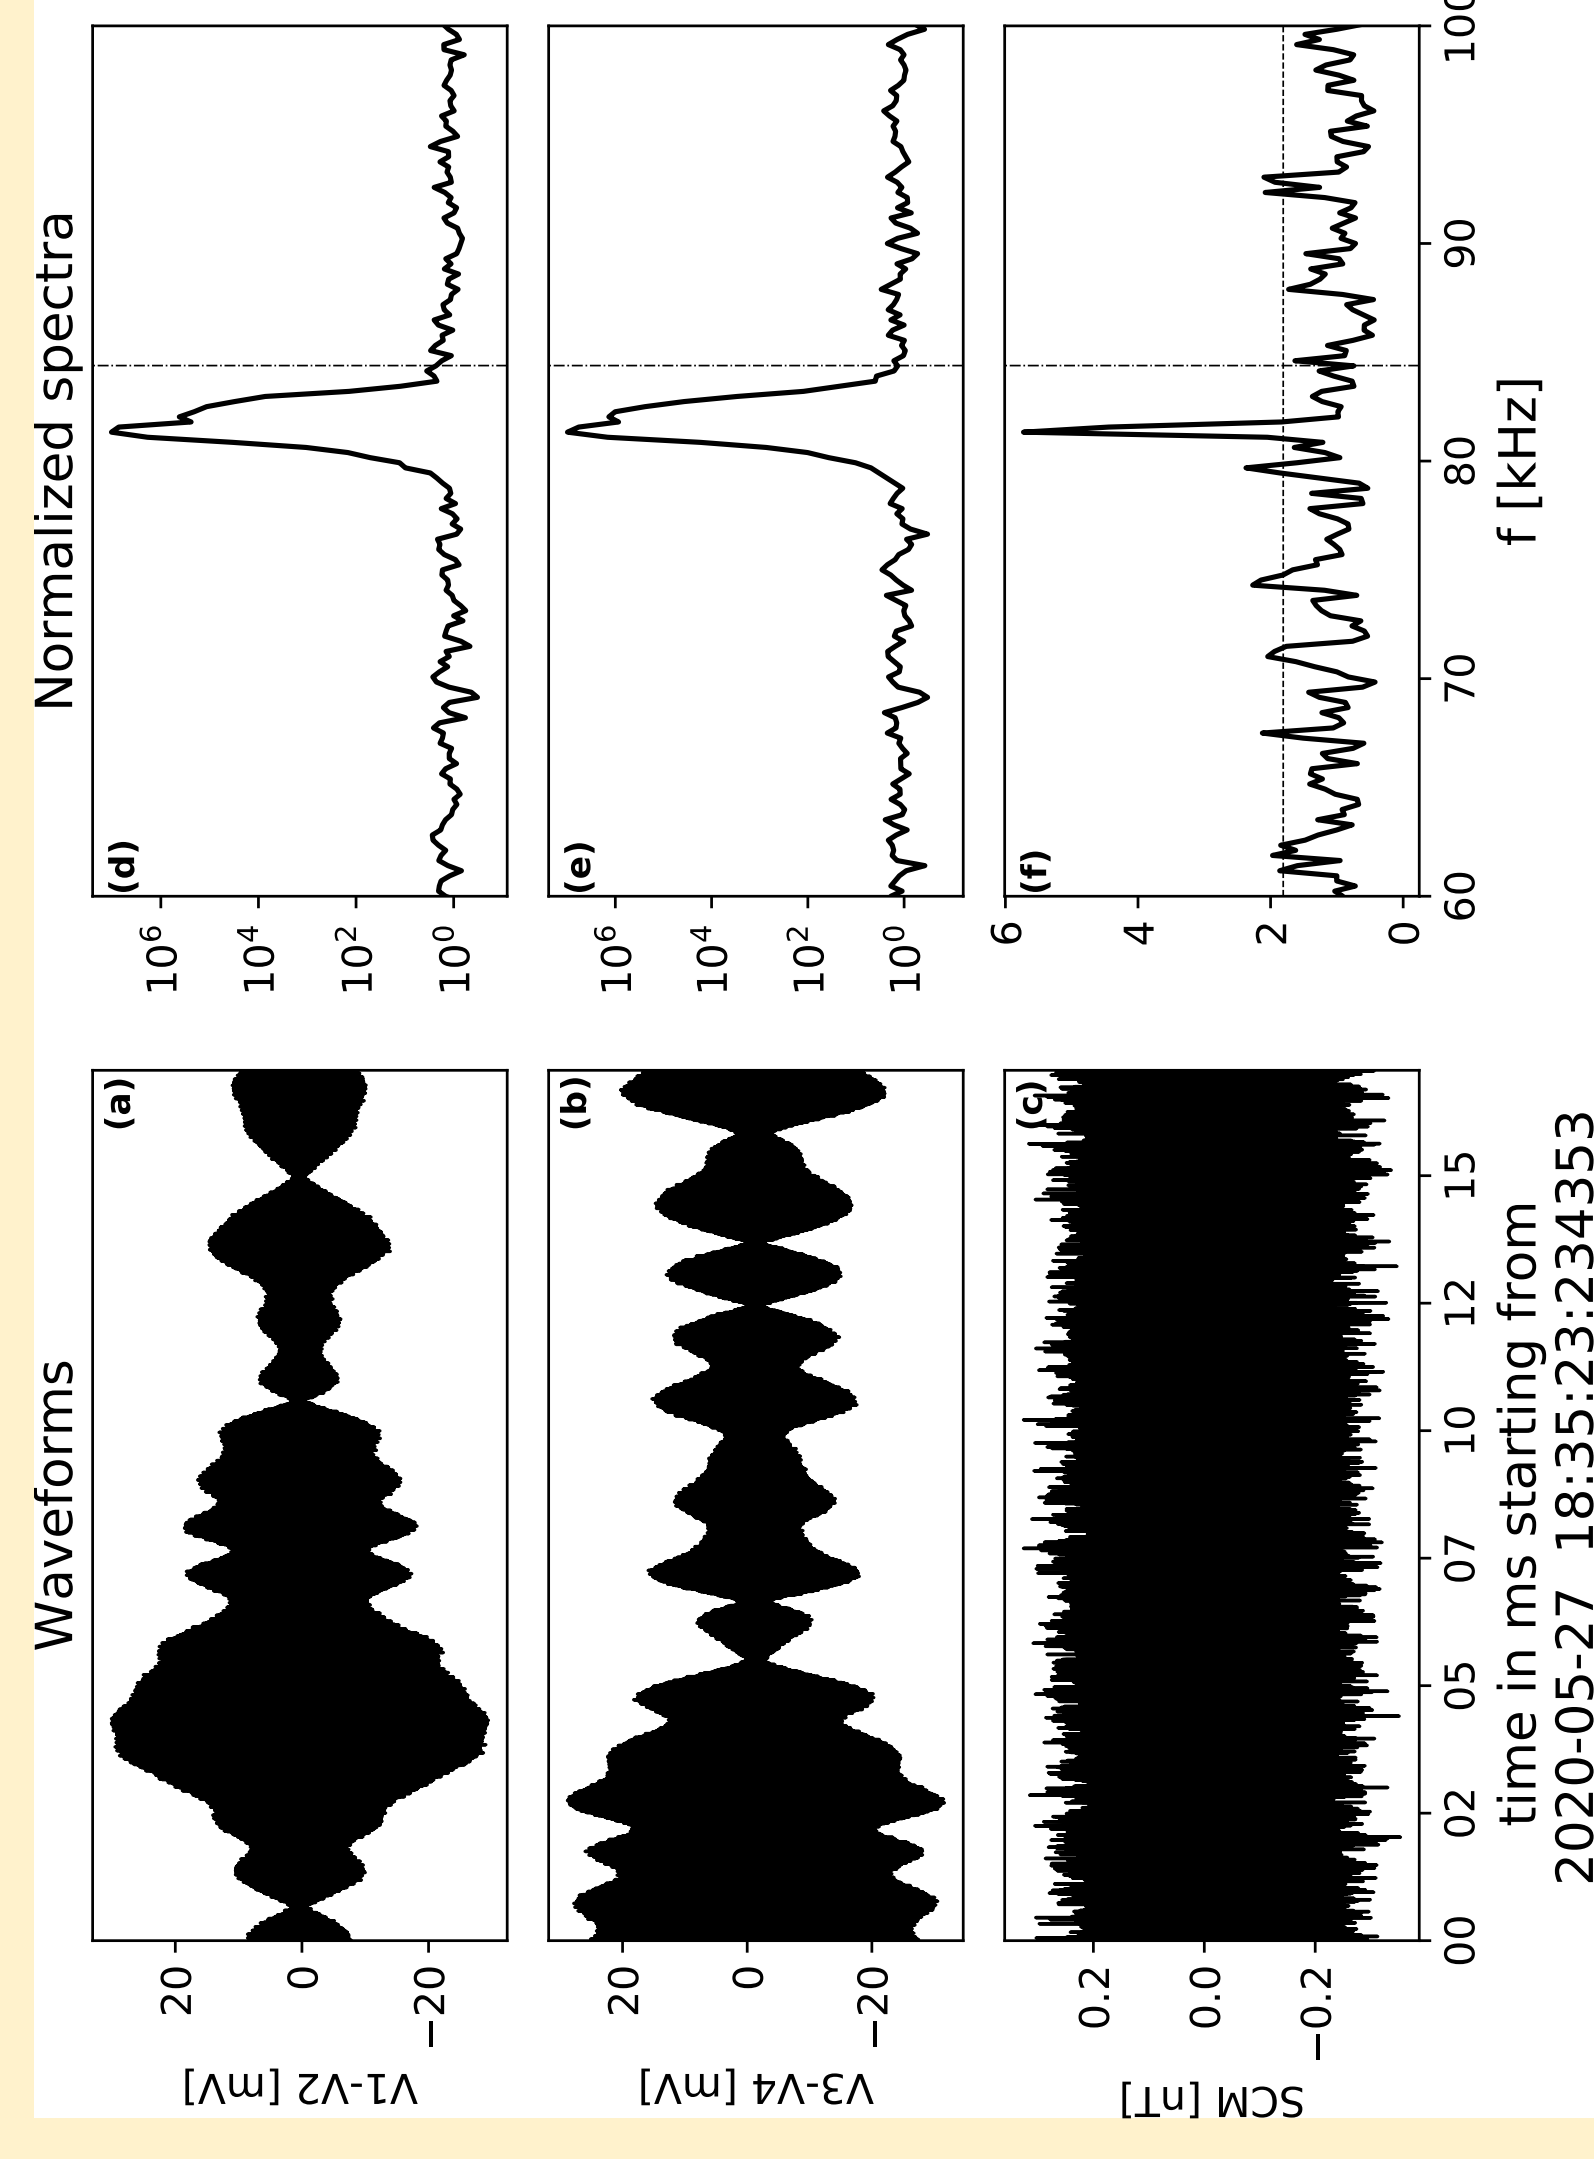 Waveforms
Normalized spectra
V1-V2 [mV]
20
0
−20
(a)
10⁶
10⁴
10²
10⁰
(d)
V3-V4 [mV]
20
0
−20
(b)
10⁶
10⁴
10²
10⁰
(e)
SCM [nT]
0.2
0.0
−0.2
(c)
6
4
2
0
(f)
00 02 05 07 10 12 15
60 70 80 90 100
time in ms starting from
2020-05-27 18:35:23:234353
f [kHz]